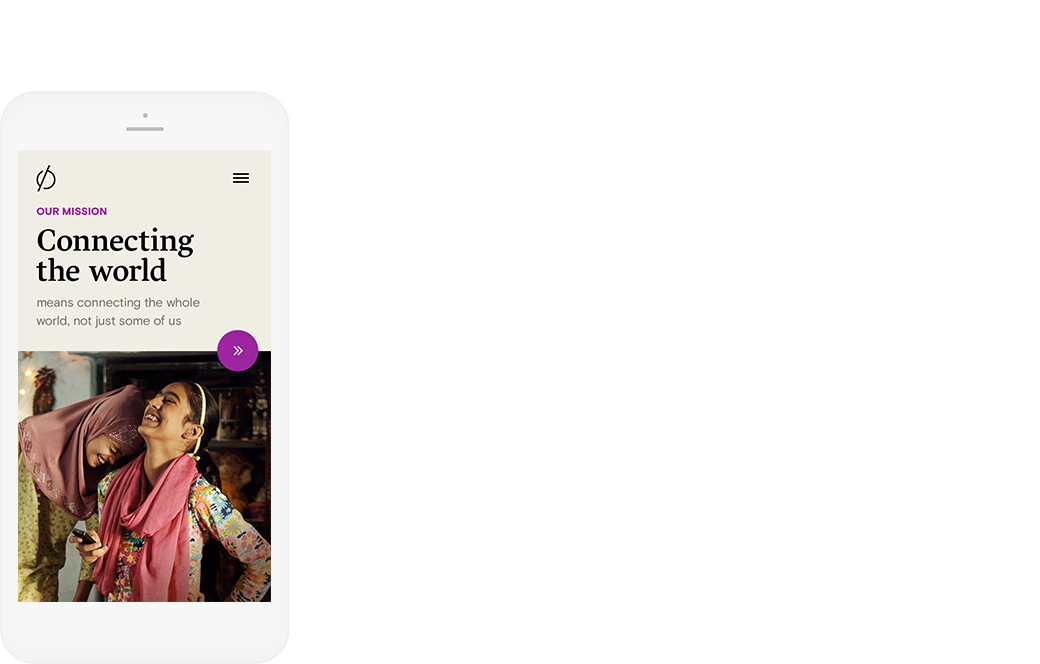 OUR MISSION
Connecting
the world
means connecting the whole
world, not just some of us